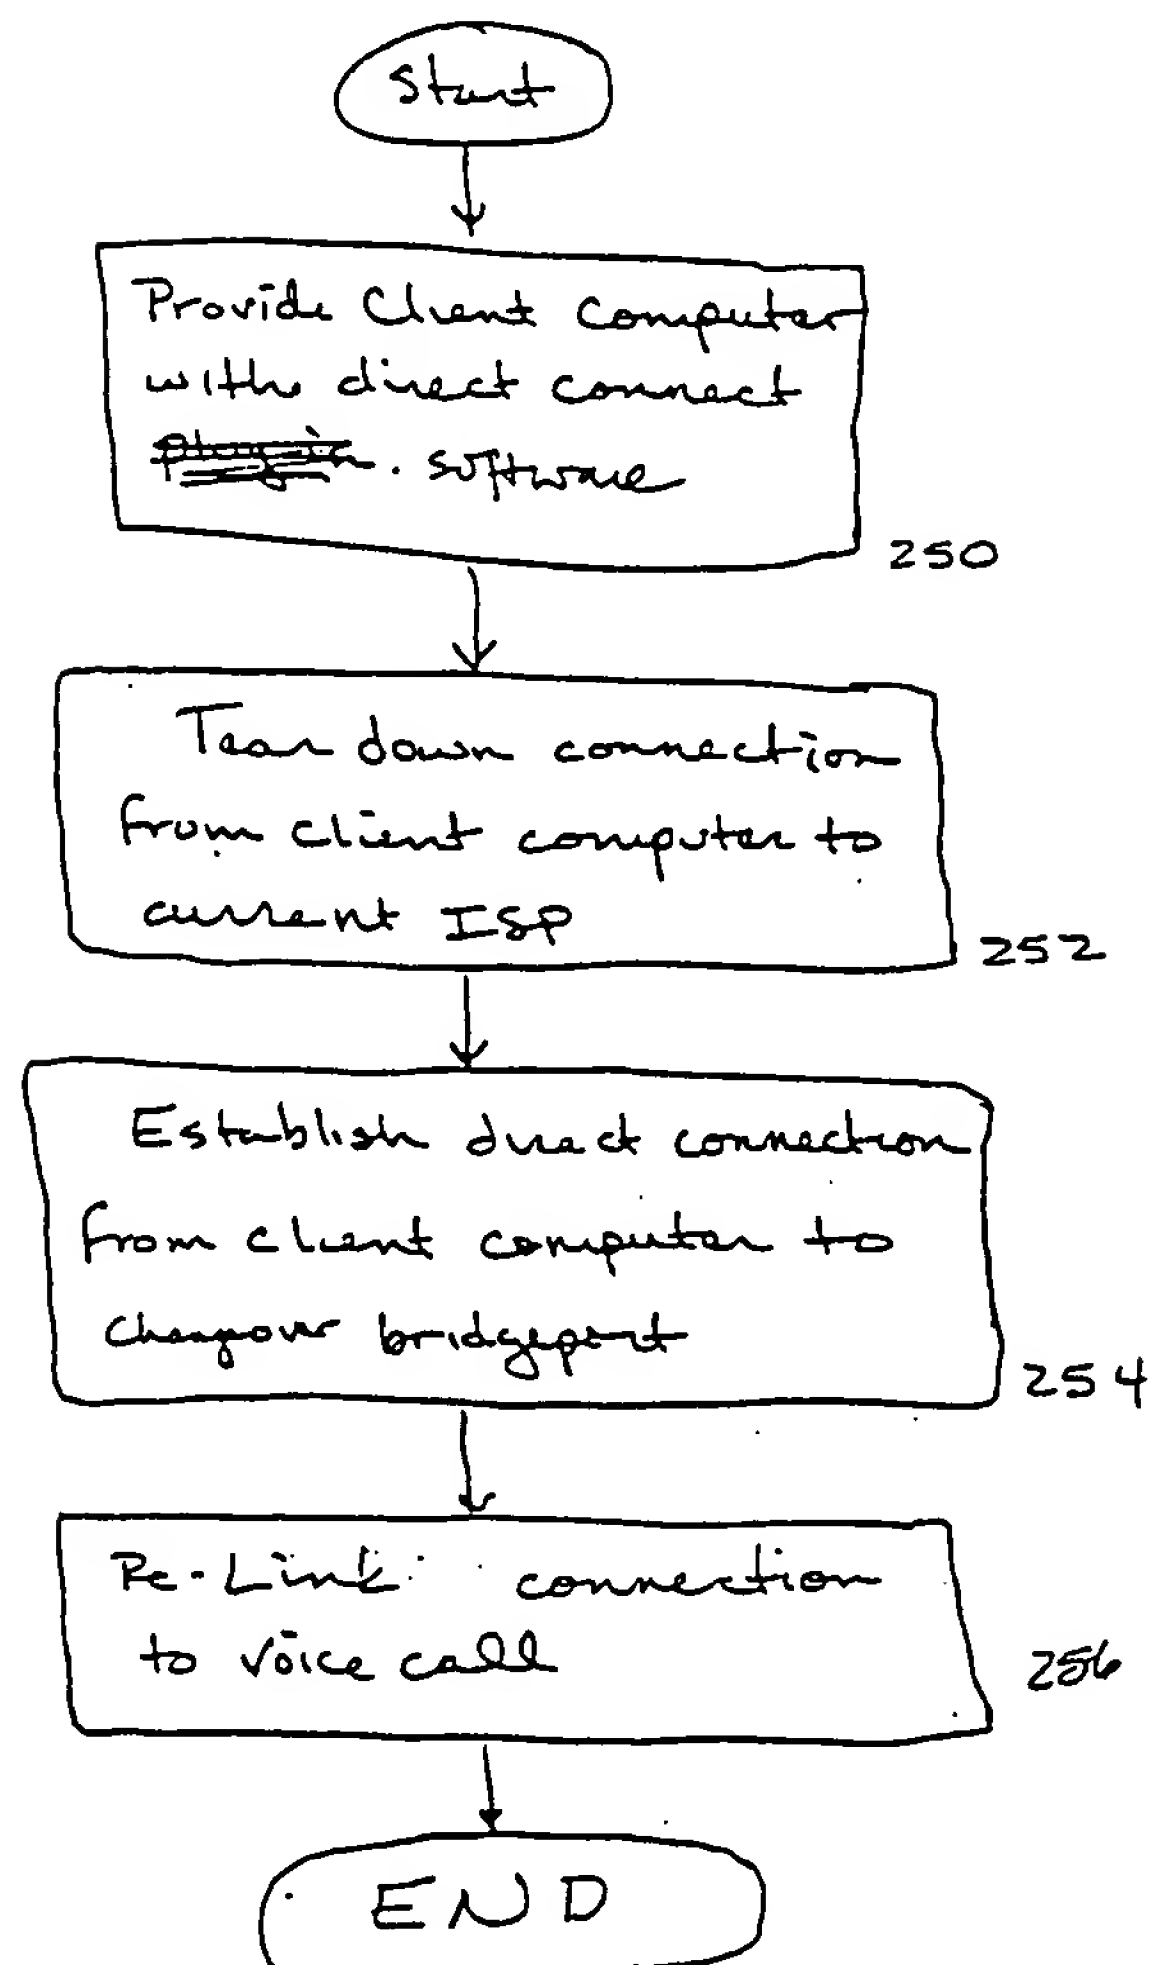 Start
Provide Client Computer
with direct connect
software
250
Tear down connection
from client computer to
current ISP
252
Establish direct connection
from client computer to
changeover bridgeport
254
Re-Link connection
to voice call
256
END